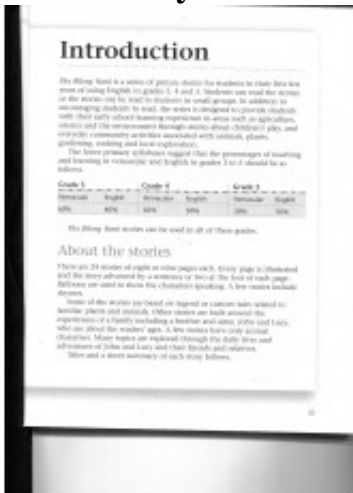 Introduction
The Bilong Yumi is a series of picture stories for students in their first few
years of using English in grades 3, 4 and 5. Students can read the stories
or the stories can be read to students in small groups. In addition to
encouraging students to read, the series is designed to provide students
with their early school learning experience in areas such as agriculture,
science and the environment through stories about children's play, and
everyday community activities associated with animals, plants,
gardening, cooking and local exploration.
The lower primary syllabuses suggest that the percentages of teaching
and learning in vernacular and English in grades 3 to 5 should be as
follows.
Grade 3 Grade 4 Grade 5
Vernacular English Vernacular English Vernacular English
60% 40% 50% 50%
stories can be used in all of these grades.
About the stories
There are 24 stories of eight or nine pages each. Every page is illustrated
and the story advanced by a sentence or two at the foot of each page.
Balloons are used to show the characters speaking. A few stories include
rhymes.
Some of the stories are based on legend or custom tales related to
familiar plants and animals. Other stories are built around the
experiences of a family including a brother and sister, John and Lucy,
who are about the readers' ages. A few stories have only animal
characters. Many topics are explored through the daily lives and
adventures of John and Lucy and their friends and relatives.
Titles and a short summary of each story follows.